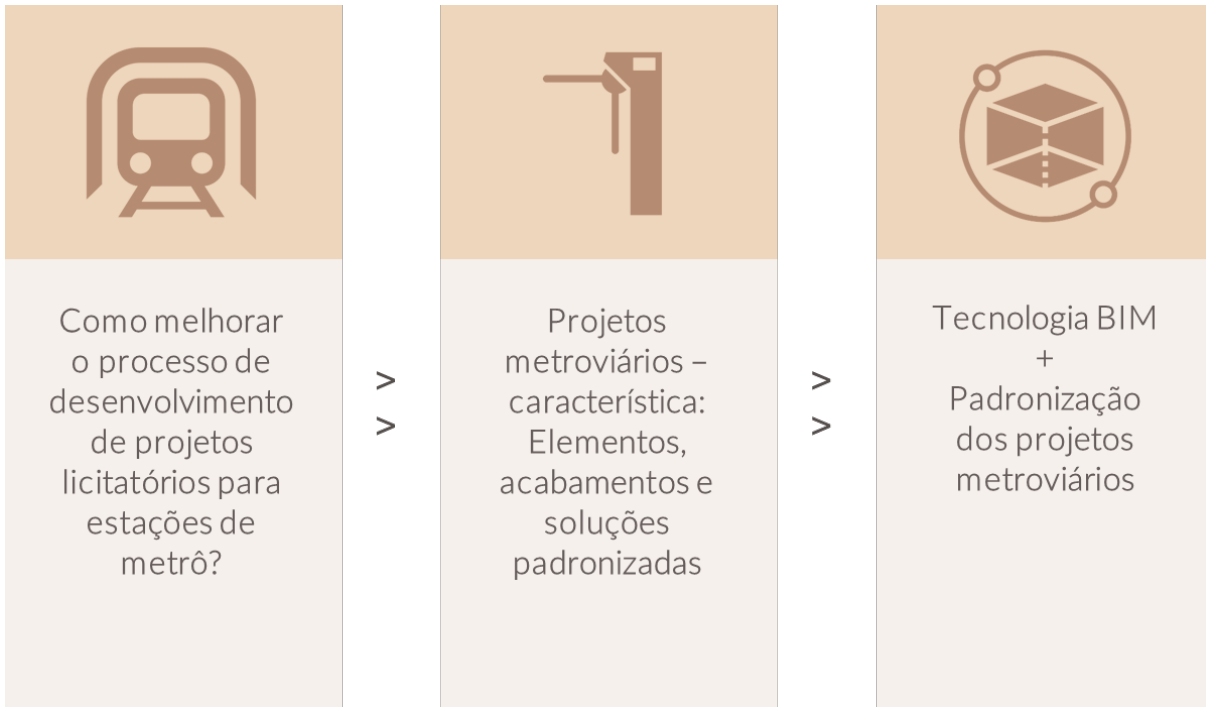 Como melhorar
o processo de
desenvolvimento
de projetos
licitatórios para
estações de
metrô?
>
>
Projetos
metroviários –
característica:
Elementos,
acabamentos e
soluções
padronizadas
>
>
Tecnologia BIM
+
Padronização
dos projetos
metroviários